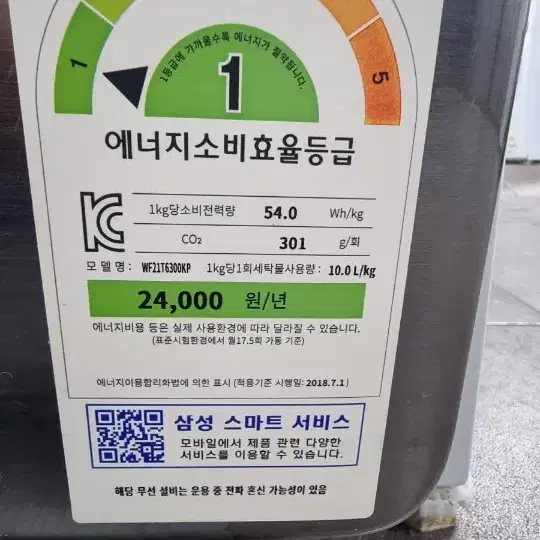 1등급에 가까울수록 에너지가 절약됩니다.
1
1
5
에너지소비효율등급
1kg당소비전력량 54.0 Wh/kg
CO₂ 301 g/회
모델명: WF21T6300KP 1kg당1회세탁물사용량: 10.0 L/kg
24,000 원/년
에너지비용 등은 실제 사용환경에 따라 달라질 수 있습니다.
(표준시험환경에서 월17.5회 가동 기준)
에너지이용합리화법에 의한 표시 (적용기준 시행일: 2018.7.1)
삼성 스마트 서비스
모바일에서 제품 관련 다양한
서비스를 이용할 수 있습니다.
해당 무선 설비는 운용 중 전파 혼신 가능성이 있음